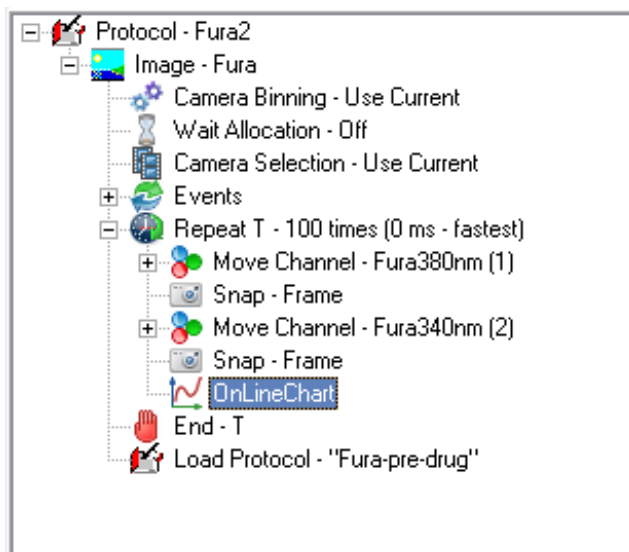 Protocol - Fura2
Image - Fura
Camera Binning - Use Current
Wait Allocation - Off
Camera Selection - Use Current
Events
Repeat T - 100 times (0 ms - fastest)
Move Channel - Fura380nm (1)
Snap - Frame
Move Channel - Fura340nm (2)
Snap - Frame
OnLineChart
End - T
Load Protocol - "Fura-pre-drug"